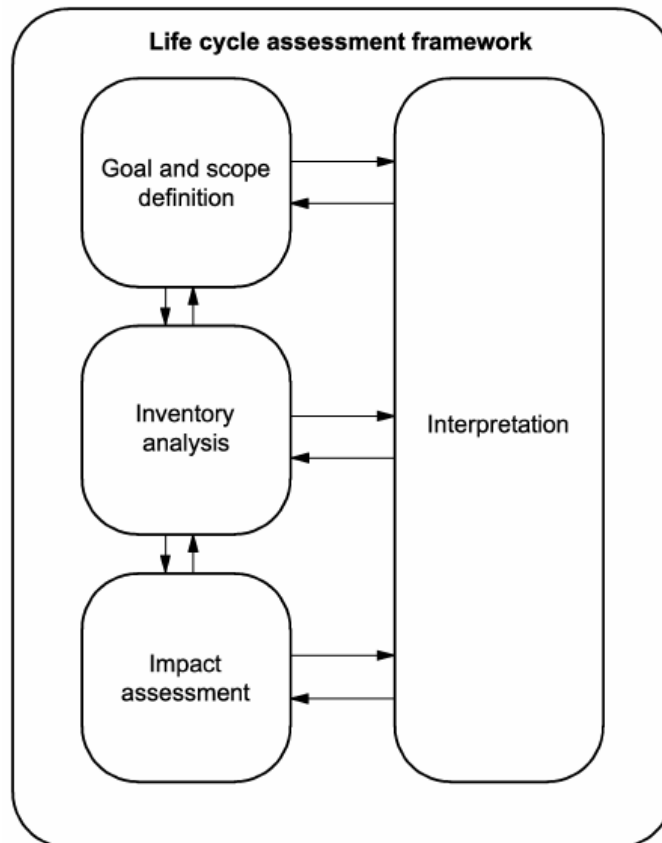 Life cycle assessment framework
Goal and scope
definition
Inventory
analysis
Interpretation
Impact
assessment